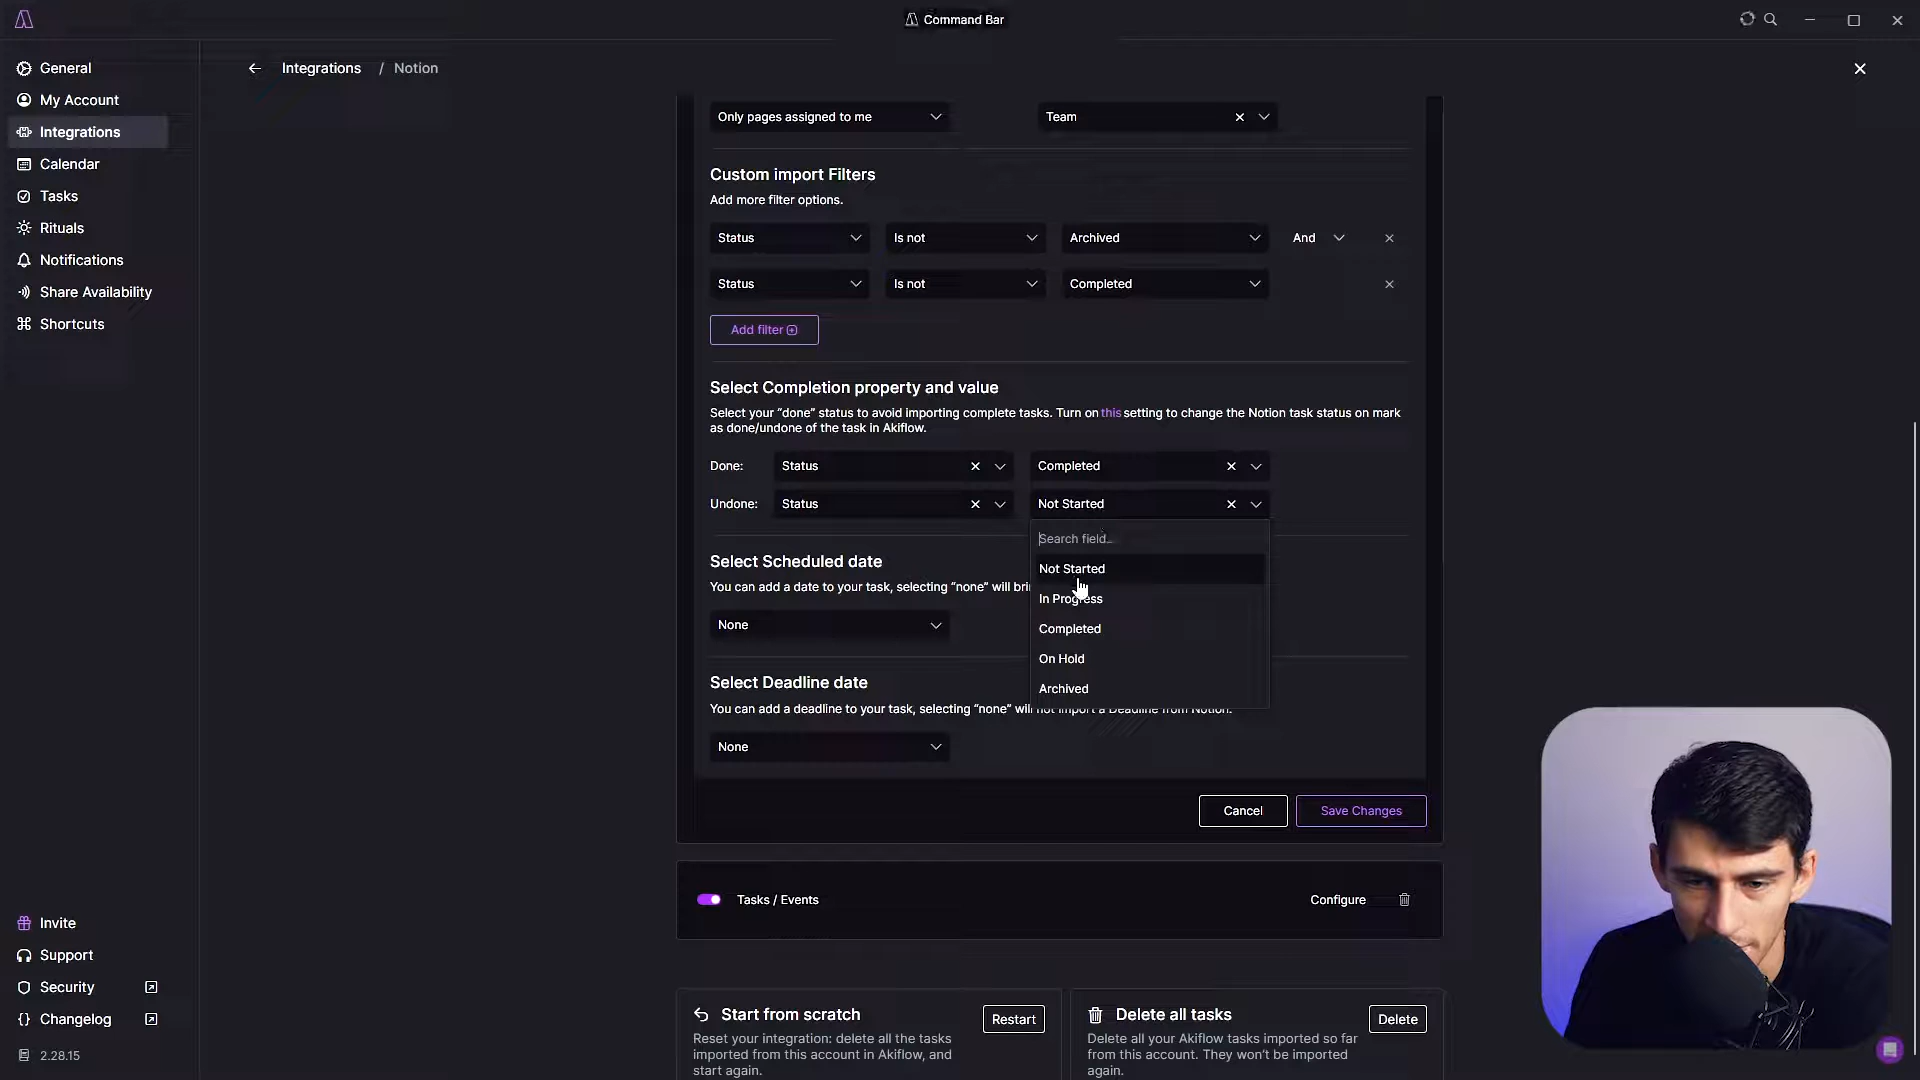 Command Bar
General
My Account
Integrations
Calendar
Tasks
Rituals
Notifications
Share Availability
Shortcuts
Integrations / Notion
Only pages assigned to me
Team
Custom import Filters
Add more filter options.
Status Is not Archived And
Status Is not Completed
Add filter
Select Completion property and value
Select your “done” status to avoid importing complete tasks. Turn on this setting to change the Notion task status on mark
as done/undone of the task in Akiflow.
Done: Status Completed
Undone: Status Not Started
Search field...
Not Started
In Progress
Completed
On Hold
Archived
Select Scheduled date
You can add a date to your task, selecting “none” will
None
Select Deadline date
You can add a deadline to your task, selecting “none” will not import a Deadline from Notion.
None
Cancel
Save Changes
Tasks / Events
Configure
Start from scratch
Restart
Reset your integration: delete all the tasks
imported from this account in Akiflow, and
start again.
Delete all tasks
Delete
Delete all your Akiflow tasks imported so far
from this account. They won’t be imported
again.
Invite
Support
Security
Changelog
2.28.15